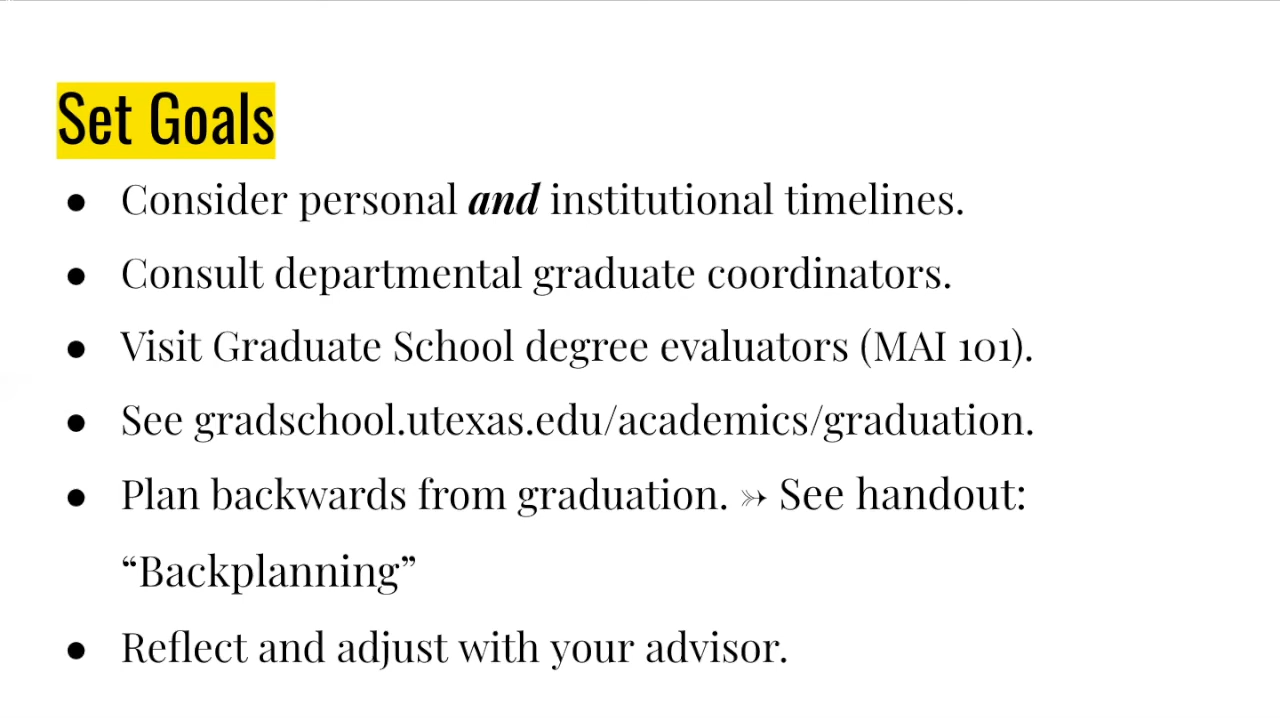 Set Goals
● Consider personal and institutional timelines.
● Consult departmental graduate coordinators.
● Visit Graduate School degree evaluators (MAI 101).
● See gradschool.utexas.edu/academics/graduation.
● Plan backwards from graduation. ⤖ See handout:
“Backplanning”
● Reflect and adjust with your advisor.